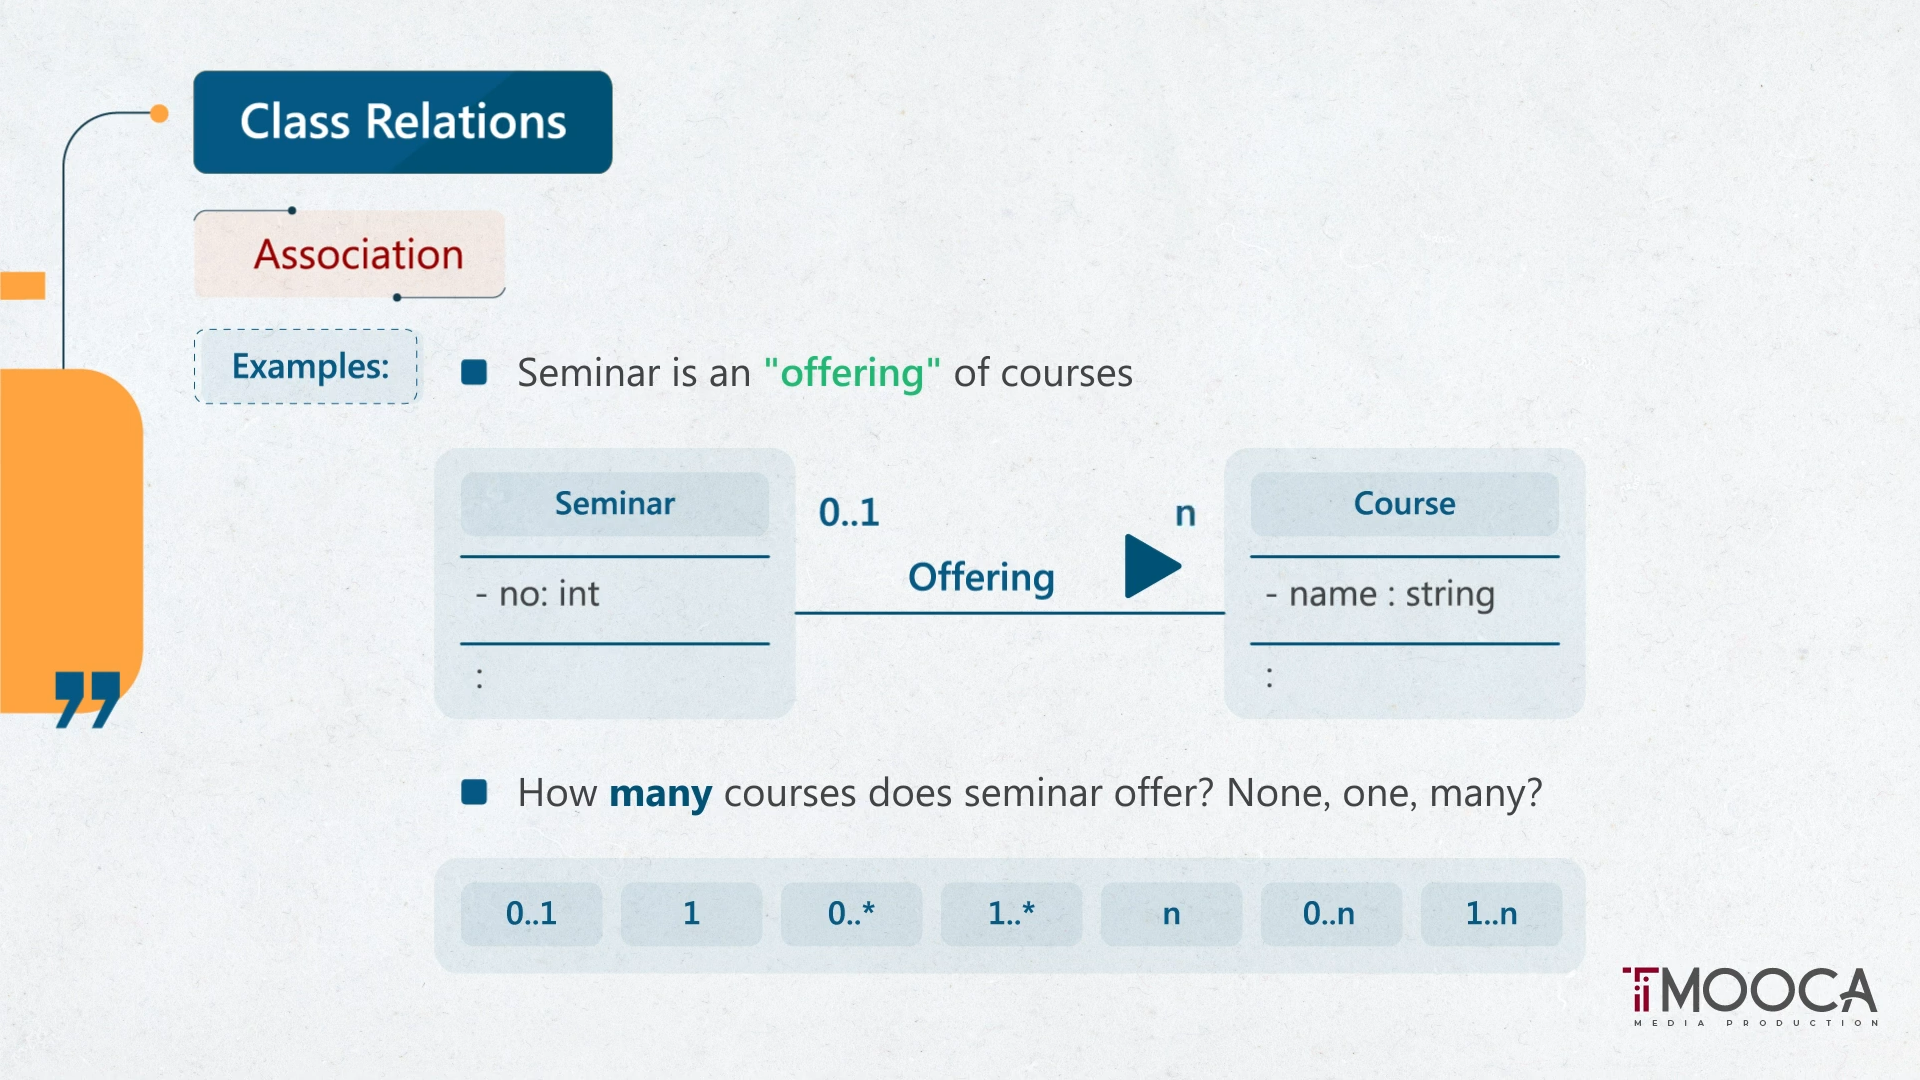 Class Relations
Association
Examples:
Seminar is an "offering" of courses
Seminar
- no: int
:
0..1
n
Offering
Course
- name : string
:
How many courses does seminar offer? None, one, many?
0..1 1 0..* 1..* n 0..n 1..n
TiiMOOCA
MEDIA PRODUCTION